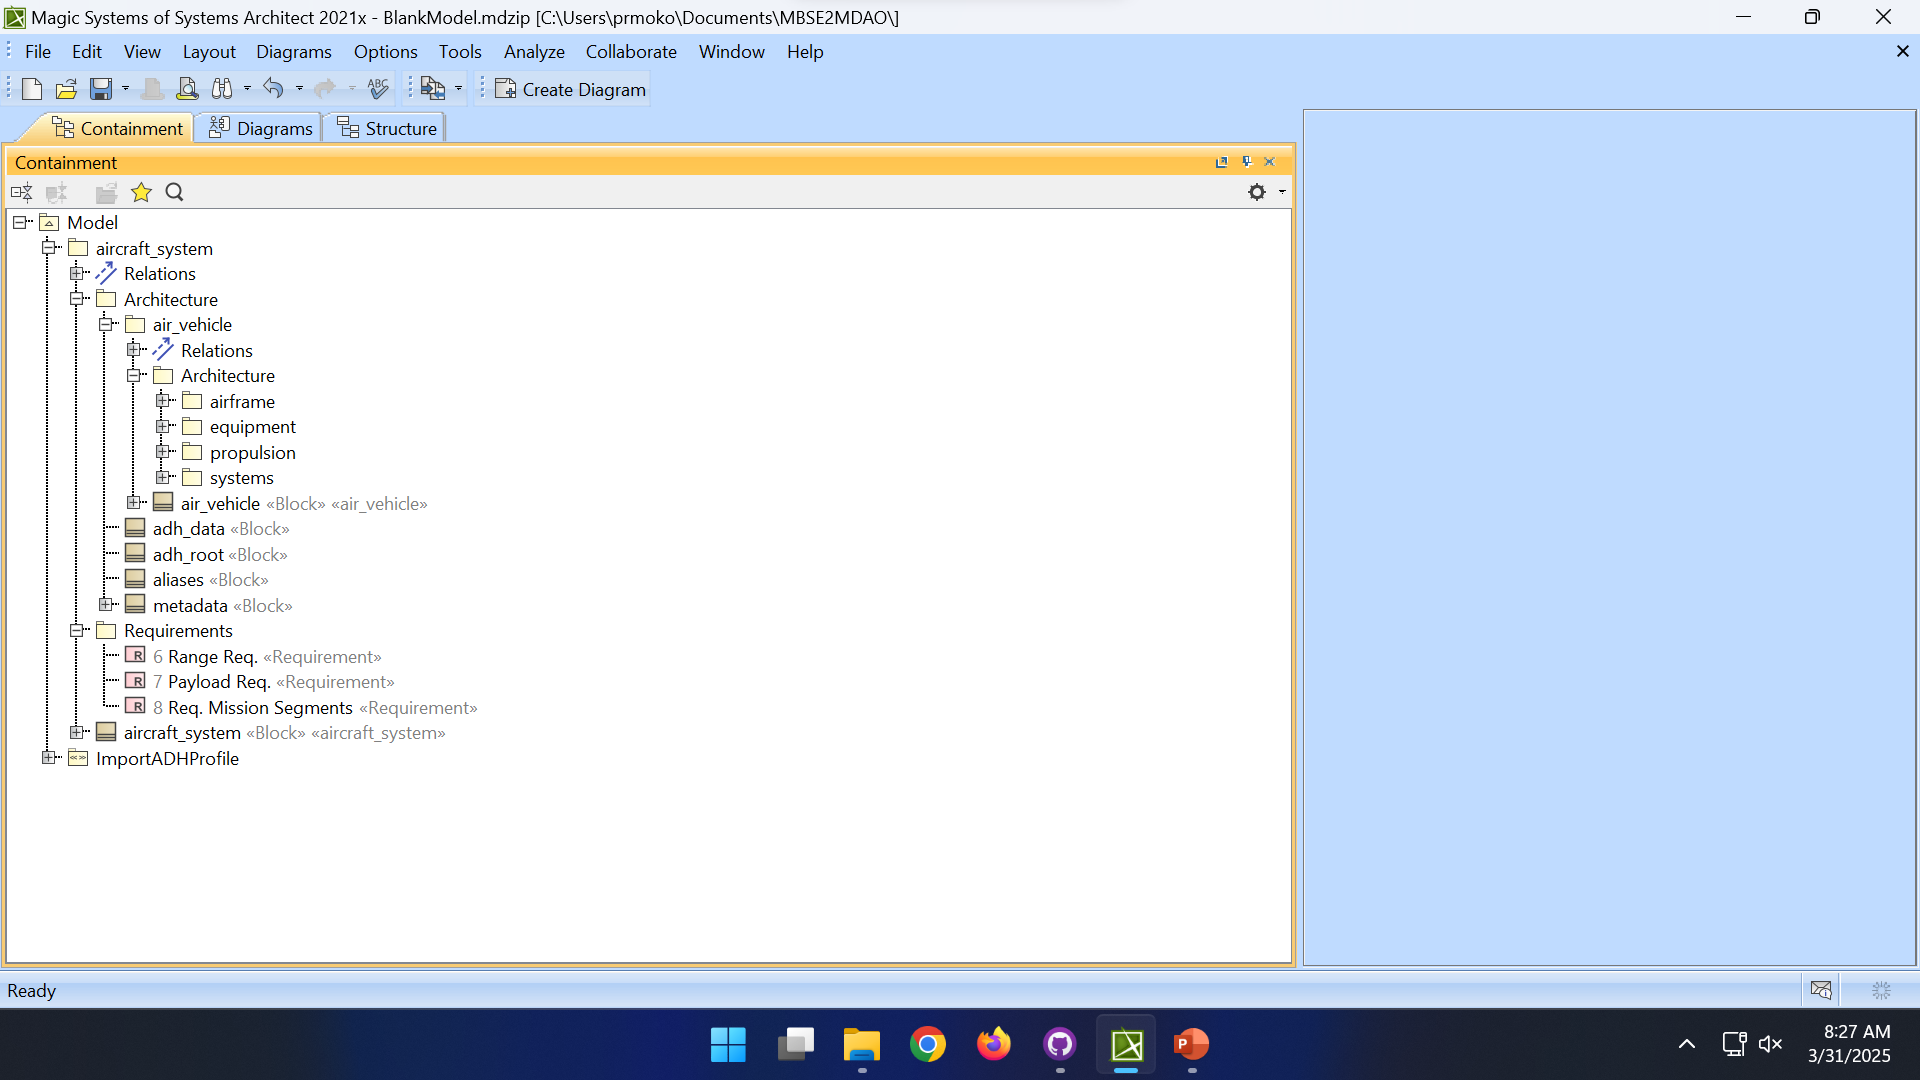 Magic Systems of Systems Architect 2021x - BlankModel.mdzip [C:\Users\prmoko\Documents\MBSE2MDAO\]
File Edit View Layout Diagrams Options Tools Analyze Collaborate Window Help
ABC Create Diagram
Containment Diagrams Structure
Containment
Model
aircraft_system
Relations
Architecture
air_vehicle
Relations
Architecture
airframe
equipment
propulsion
systems
air_vehicle «Block» «air_vehicle»
adh_data «Block»
adh_root «Block»
aliases «Block»
metadata «Block»
Requirements
R 6 Range Req. «Requirement»
R 7 Payload Req. «Requirement»
R 8 Req. Mission Segments «Requirement»
aircraft_system «Block» «aircraft_system»
ImportADHProfile
Ready
P
8:27 AM
3/31/2025